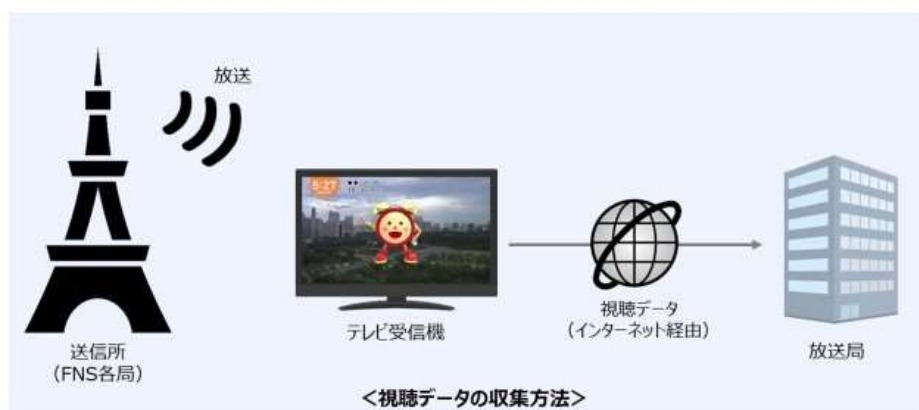 放送
5:27
送信所
(FNS各局)
テレビ受信機
視聴データ
(インターネット経由)
放送局
<視聴データの収集方法>